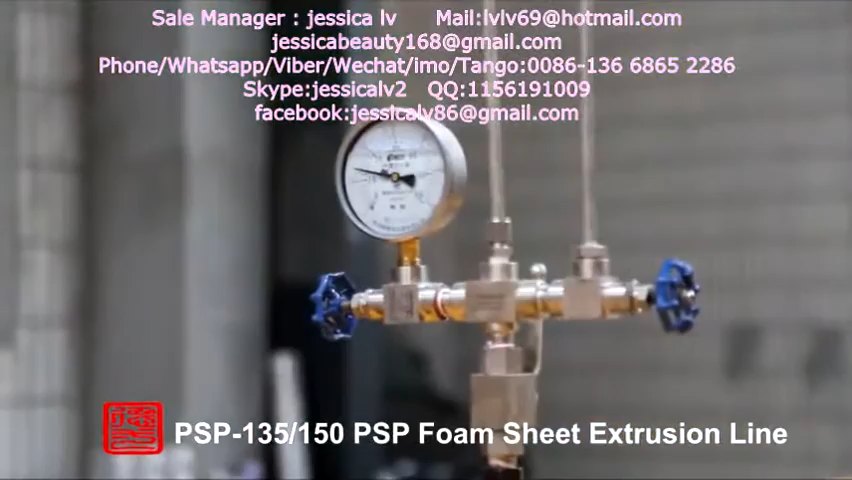 Sale Manager : jessica lv Mail:lvlv69@hotmail.com
jessicabeauty168@gmail.com
Phone/Whatsapp/Viber/Wechat/imo/Tango:0086-136 6865 2286
Skype:jessicalv2 QQ:1156191009
facebook:jessicalv86@gmail.com
PSP-135/150 PSP Foam Sheet Extrusion Line